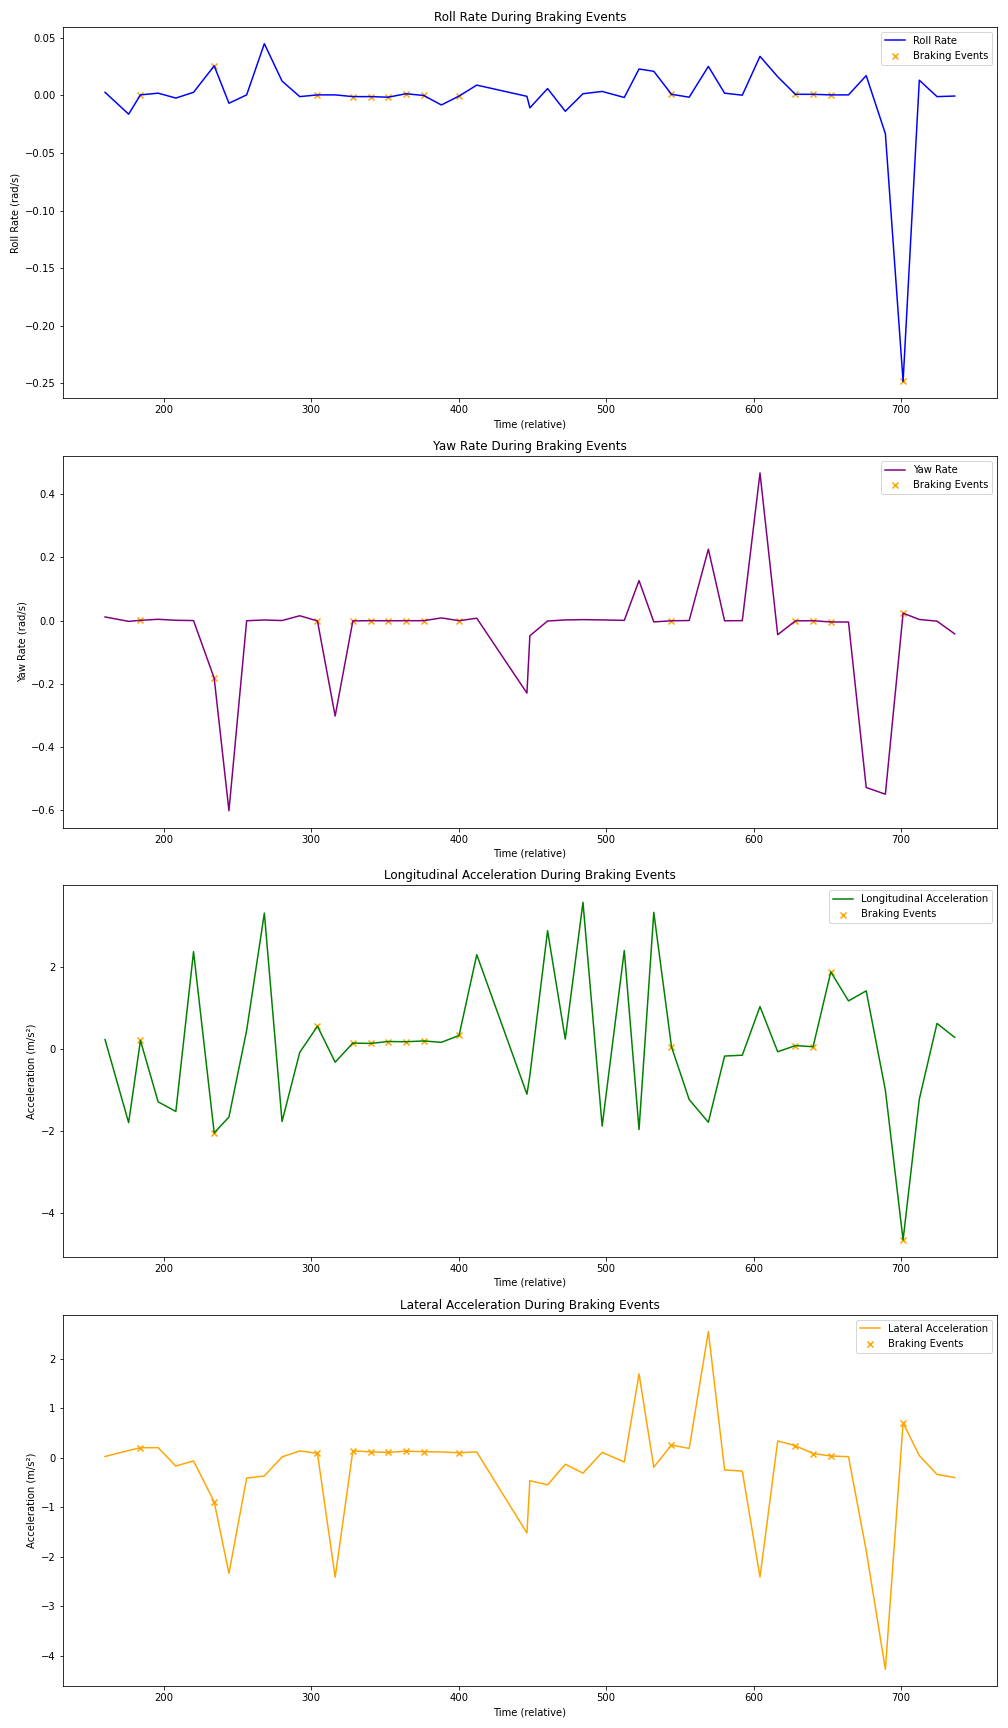 Roll Rate During Braking Events
Roll Rate
Braking Events
0.05
0.00
−0.05
−0.10
−0.15
−0.20
−0.25
Roll Rate (rad/s)
200 300 400 500 600 700
Time (relative)
Yaw Rate During Braking Events
Yaw Rate
Braking Events
0.4
0.2
0.0
−0.2
−0.4
−0.6
Yaw Rate (rad/s)
200 300 400 500 600 700
Time (relative)
Longitudinal Acceleration During Braking Events
Longitudinal Acceleration
Braking Events
2
0
−2
−4
Acceleration (m/s²)
200 300 400 500 600 700
Time (relative)
Lateral Acceleration During Braking Events
Lateral Acceleration
Braking Events
2
1
0
−1
−2
−3
−4
Acceleration (m/s²)
200 300 400 500 600 700
Time (relative)